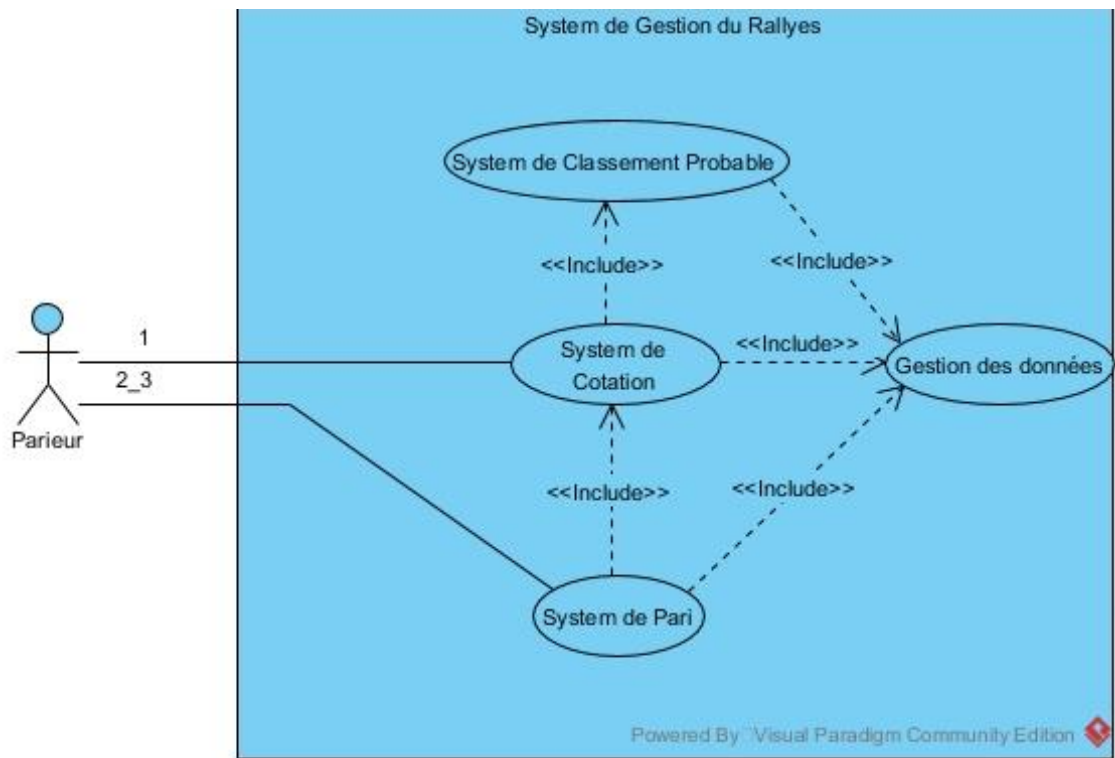 System de Gestion du Rallyes
System de Classement Probable
<<Include>>
<<Include>>
1
System de
Cotation
<<Include>>
Gestion des données
2_3
Parieur
<<Include>>
<<Include>>
System de Pari
Powered By Visual Paradigm Community Edition